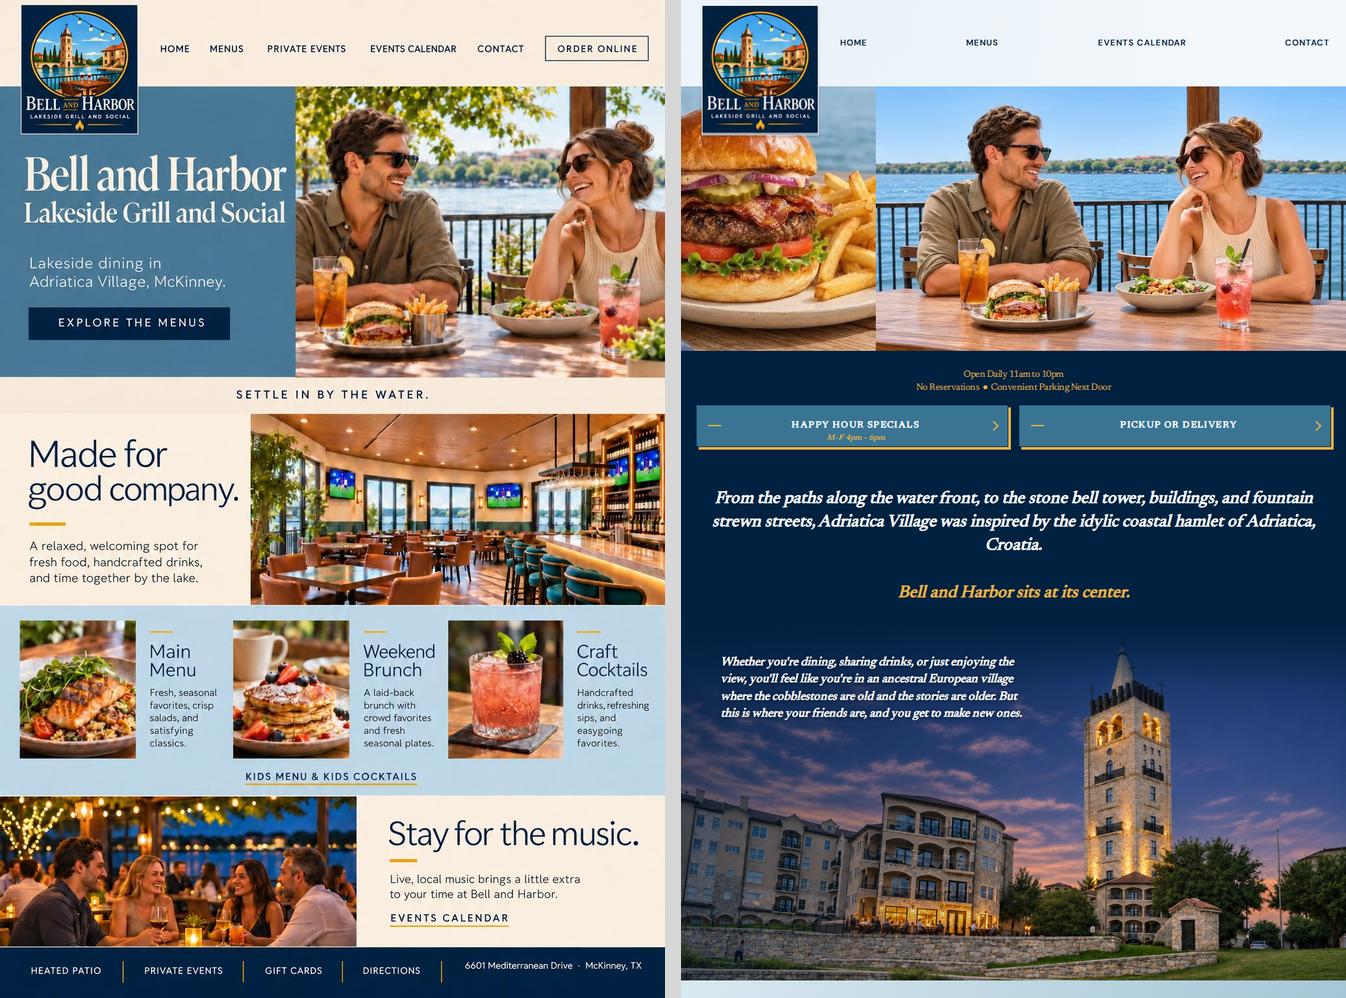 BELL AND HARBOR
LAKESIDE GRILL AND SOCIAL
HOME
MENUS
PRIVATE EVENTS
EVENTS CALENDAR
CONTACT
ORDER ONLINE
Bell and Harbor
Lakeside Grill and Social
Lakeside dining in
Adriatica Village, McKinney.
EXPLORE THE MENUS
SETTLE IN BY THE WATER.
Made for
good company.
A relaxed, welcoming spot for
fresh food, handcrafted drinks,
and time together by the lake.
Main
Menu
Fresh, seasonal
favorites, crisp
salads, and
satisfying
classics.
Weekend
Brunch
A laid-back
brunch with
crowd favorites
and fresh
seasonal plates.
Craft
Cocktails
Handcrafted
drinks, refreshing
sips, and
easygoing
favorites.
KIDS MENU & KIDS COCKTAILS
Stay for the music.
Live, local music brings a little extra
to your time at Bell and Harbor.
EVENTS CALENDAR
HEATED PATIO
PRIVATE EVENTS
GIFT CARDS
DIRECTIONS
6601 Mediterranean Drive · McKinney, TX
BELL AND HARBOR
LAKESIDE GRILL AND SOCIAL
HOME
MENUS
EVENTS CALENDAR
CONTACT
Open Daily 11am to 10pm
No Reservations ● Convenient Parking Next Door
HAPPY HOUR SPECIALS
M-F 4pm - 6pm
PICKUP OR DELIVERY
From the paths along the water front, to the stone bell tower, buildings, and fountain
strewn streets, Adriatica Village was inspired by the idylic coastal hamlet of Adriatica,
Croatia.
Bell and Harbor sits at its center.
Whether you're dining, sharing drinks, or just enjoying the
view, you'll feel like you're in an ancestral European village
where the cobblestones are old and the stories are older. But
this is where your friends are, and you get to make new ones.